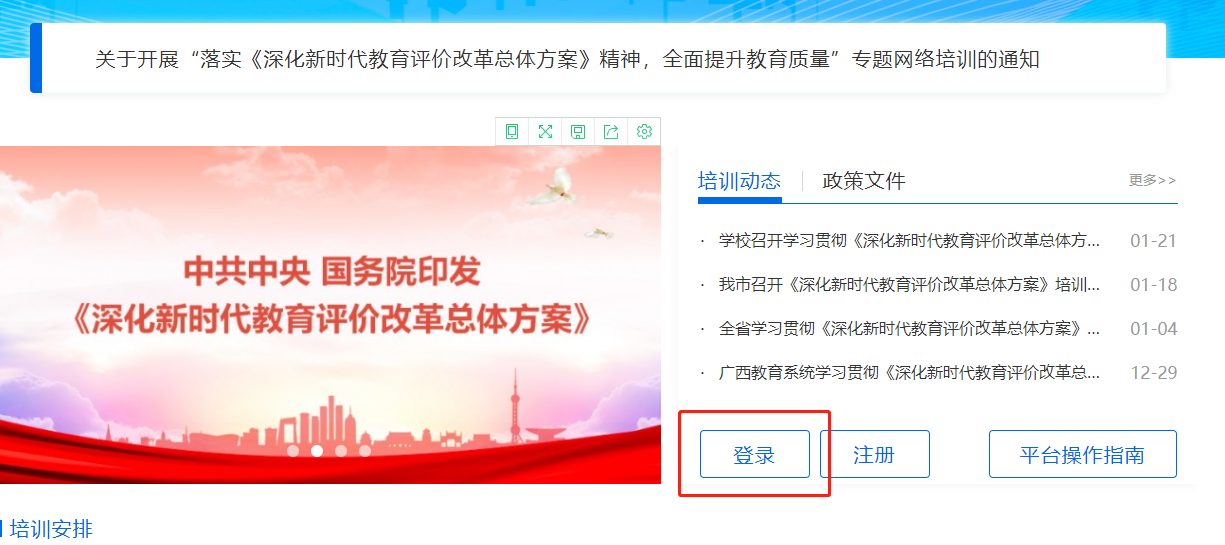 关于开展“落实《深化新时代教育评价改革总体方案》精神，全面提升教育质量”专题网络培训的通知
中共中央 国务院印发
《深化新时代教育评价改革总体方案》
培训动态 政策文件 更多>>
· 学校召开学习贯彻《深化新时代教育评价改革总体方... 01-21
· 我市召开《深化新时代教育评价改革总体方案》培训... 01-18
· 全省学习贯彻《深化新时代教育评价改革总体方案》... 01-04
· 广西教育系统学习贯彻《深化新时代教育评价改革总... 12-29
登录 注册 平台操作指南
培训安排